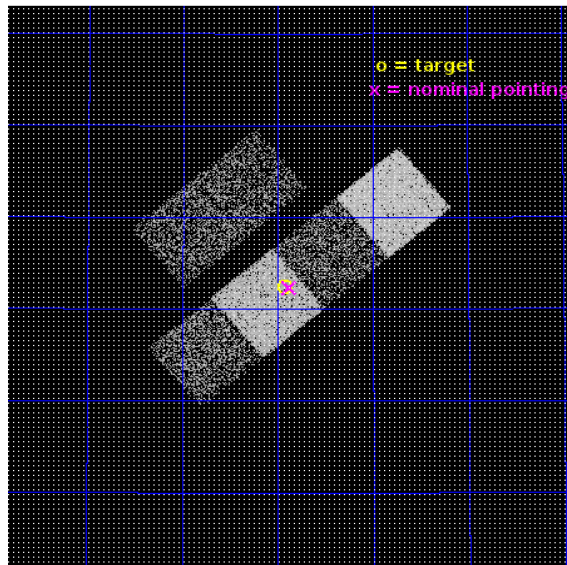 o = target
x = nominal pointing